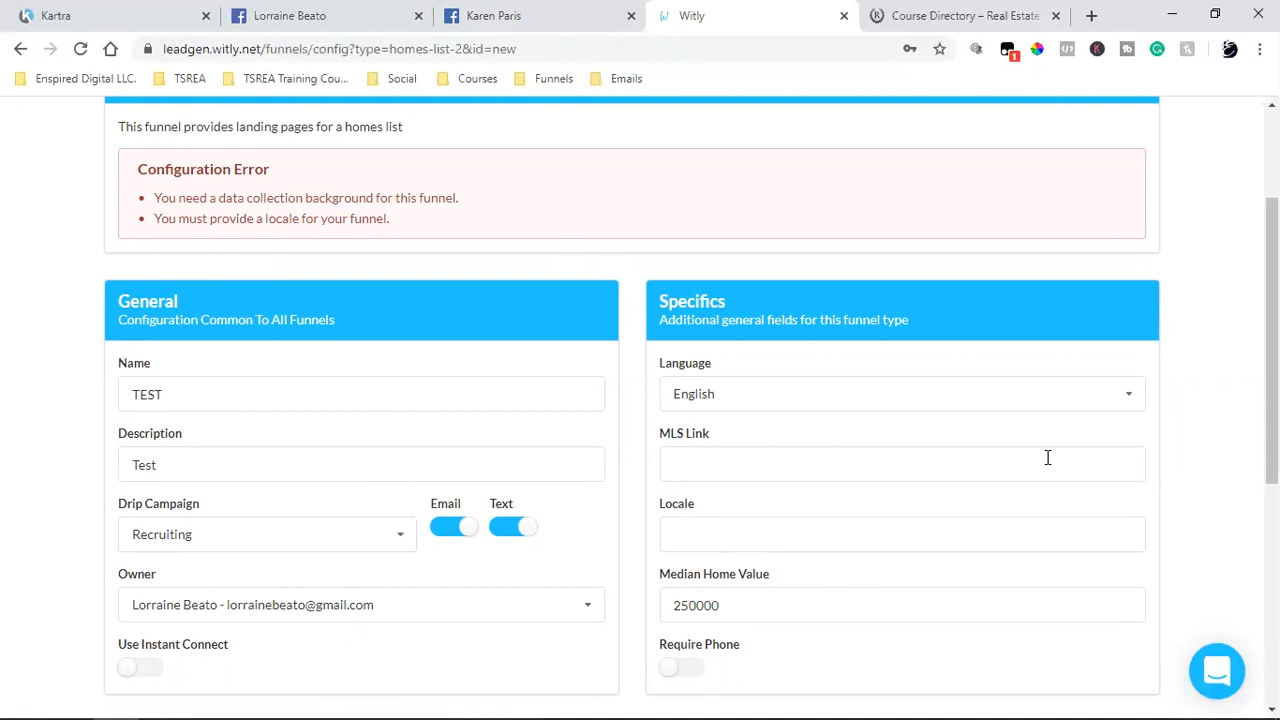 Kartra
Lorraine Beato
Karen Paris
Witly
Course Directory – Real Estate
leadgen.witly.net/funnels/config?type=homes-list-2&id=new
1
Enspired Digital LLC.
TSREA
TSREA Training Cou...
Social
Courses
Funnels
Emails
This funnel provides landing pages for a homes list
Configuration Error
• You need a data collection background for this funnel.
• You must provide a locale for your funnel.
General
Configuration Common To All Funnels
Name
TEST
Description
Test
Drip Campaign
Email
Text
Recruiting
Owner
Lorraine Beato - lorrainebeato@gmail.com
Use Instant Connect
Specifics
Additional general fields for this funnel type
Language
English
MLS Link
Locale
Median Home Value
250000
Require Phone